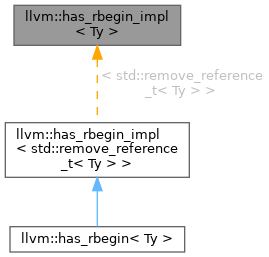 llvm::has_rbegin_impl
< Ty >
< std::remove_reference
_t< Ty > >
llvm::has_rbegin_impl
< std::remove_reference
_t< Ty > >
llvm::has_rbegin< Ty >